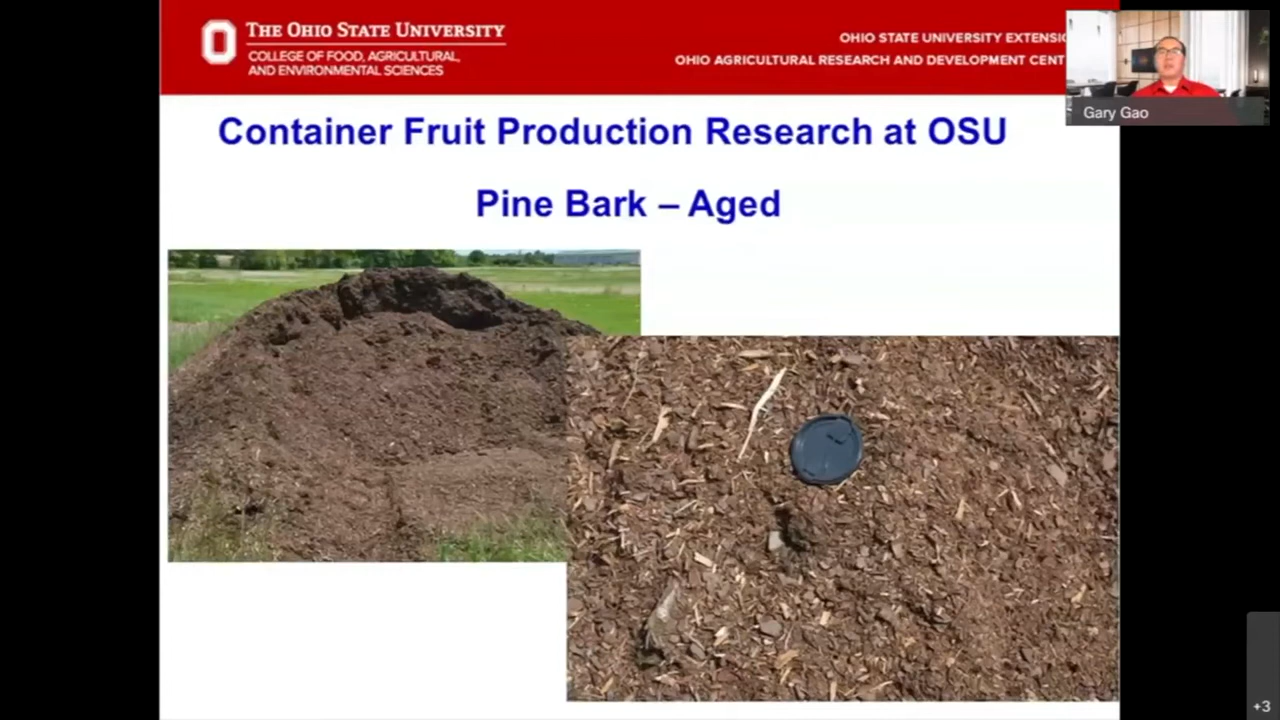 THE OHIO STATE UNIVERSITY
COLLEGE OF FOOD, AGRICULTURAL,
AND ENVIRONMENTAL SCIENCES
OHIO STATE UNIVERSITY EXTENSIO
OHIO AGRICULTURAL RESEARCH AND DEVELOPMENT CENT
Gary Gao
Container Fruit Production Research at OSU
Pine Bark – Aged
+3